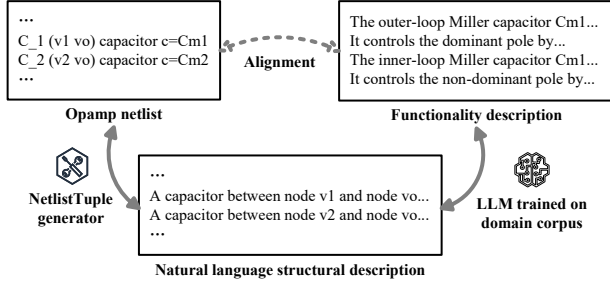 ...
C_1 (v1 vo) capacitor c=Cm1
C_2 (v2 vo) capacitor c=Cm2
...
Opamp netlist
Alignment
The outer-loop Miller capacitor Cm1...
It controls the dominant pole by...
The inner-loop Miller capacitor Cm1...
It controls the non-dominant pole by...
Functionality description
NetlistTuple
generator
...
A capacitor between node v1 and node vo...
A capacitor between node v2 and node vo...
...
Natural language structural description
LLM trained on
domain corpus